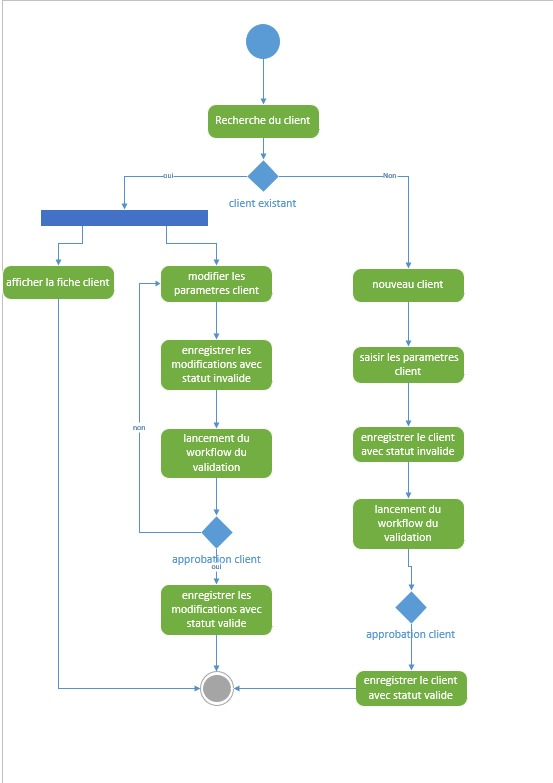 Recherche du client
oui
Non
client existant
afficher la fiche client
modifier les
parametres client
nouveau client
enregistrer les
modifications avec
statut invalide
saisir les parametres
client
non
lancement du
workflow du
validation
enregistrer le client
avec statut invalide
lancement du
workflow du
validation
approbation client
oui
enregistrer les
modifications avec
statut valide
approbation client
enregistrer le client
avec statut valide